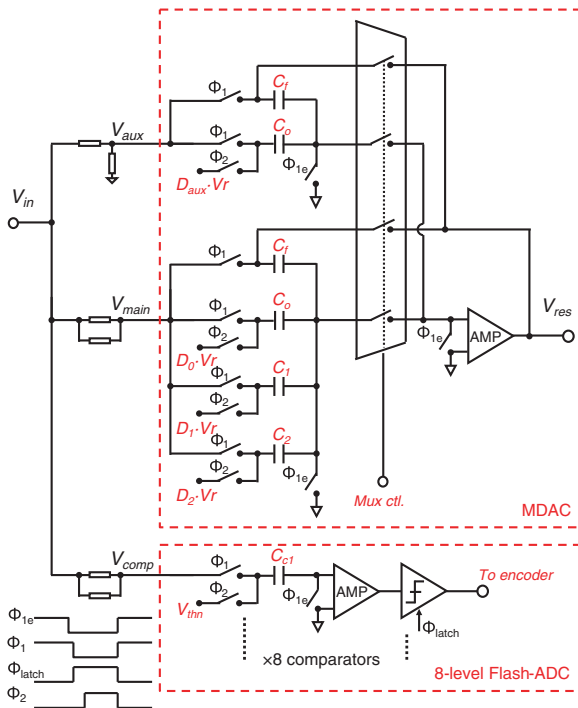 Φ1
Cf
Vaux
Φ1
Co
Φ2
Φ1e
Daux·Vr
Vin
Φ1
Cf
Vmain
Φ1
Co
Φ2
D0·Vr
Φ1e
AMP
Vres
Φ1
C1
Φ2
D1·Vr
Φ1
C2
Φ2
Φ1e
D2·Vr
Mux ctl.
MDAC
Vcomp
Φ1
Cc1
Vthn
Φ1e
AMP
To encoder
Φlatch
×8 comparators
8-level Flash-ADC
Φ1e
Φ1
Φlatch
Φ2